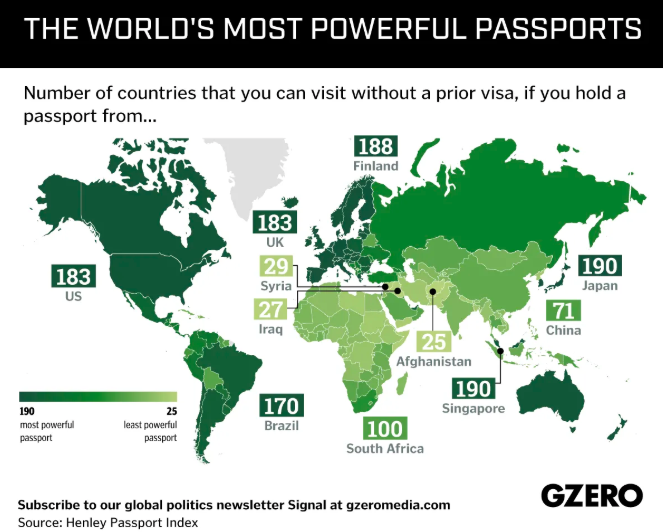 THE WORLD'S MOST POWERFUL PASSPORTS
Number of countries that you can visit without a prior visa, if you hold a
passport from...
188
Finland
183
UK
183
US
29
Syria
27
Iraq
190
Japan
71
China
25
Afghanistan
190
Singapore
170
Brazil
100
South Africa
190
most powerful
passport
25
least powerful
passport
GZERO
Subscribe to our global politics newsletter Signal at gzeromedia.com
Source: Henley Passport Index